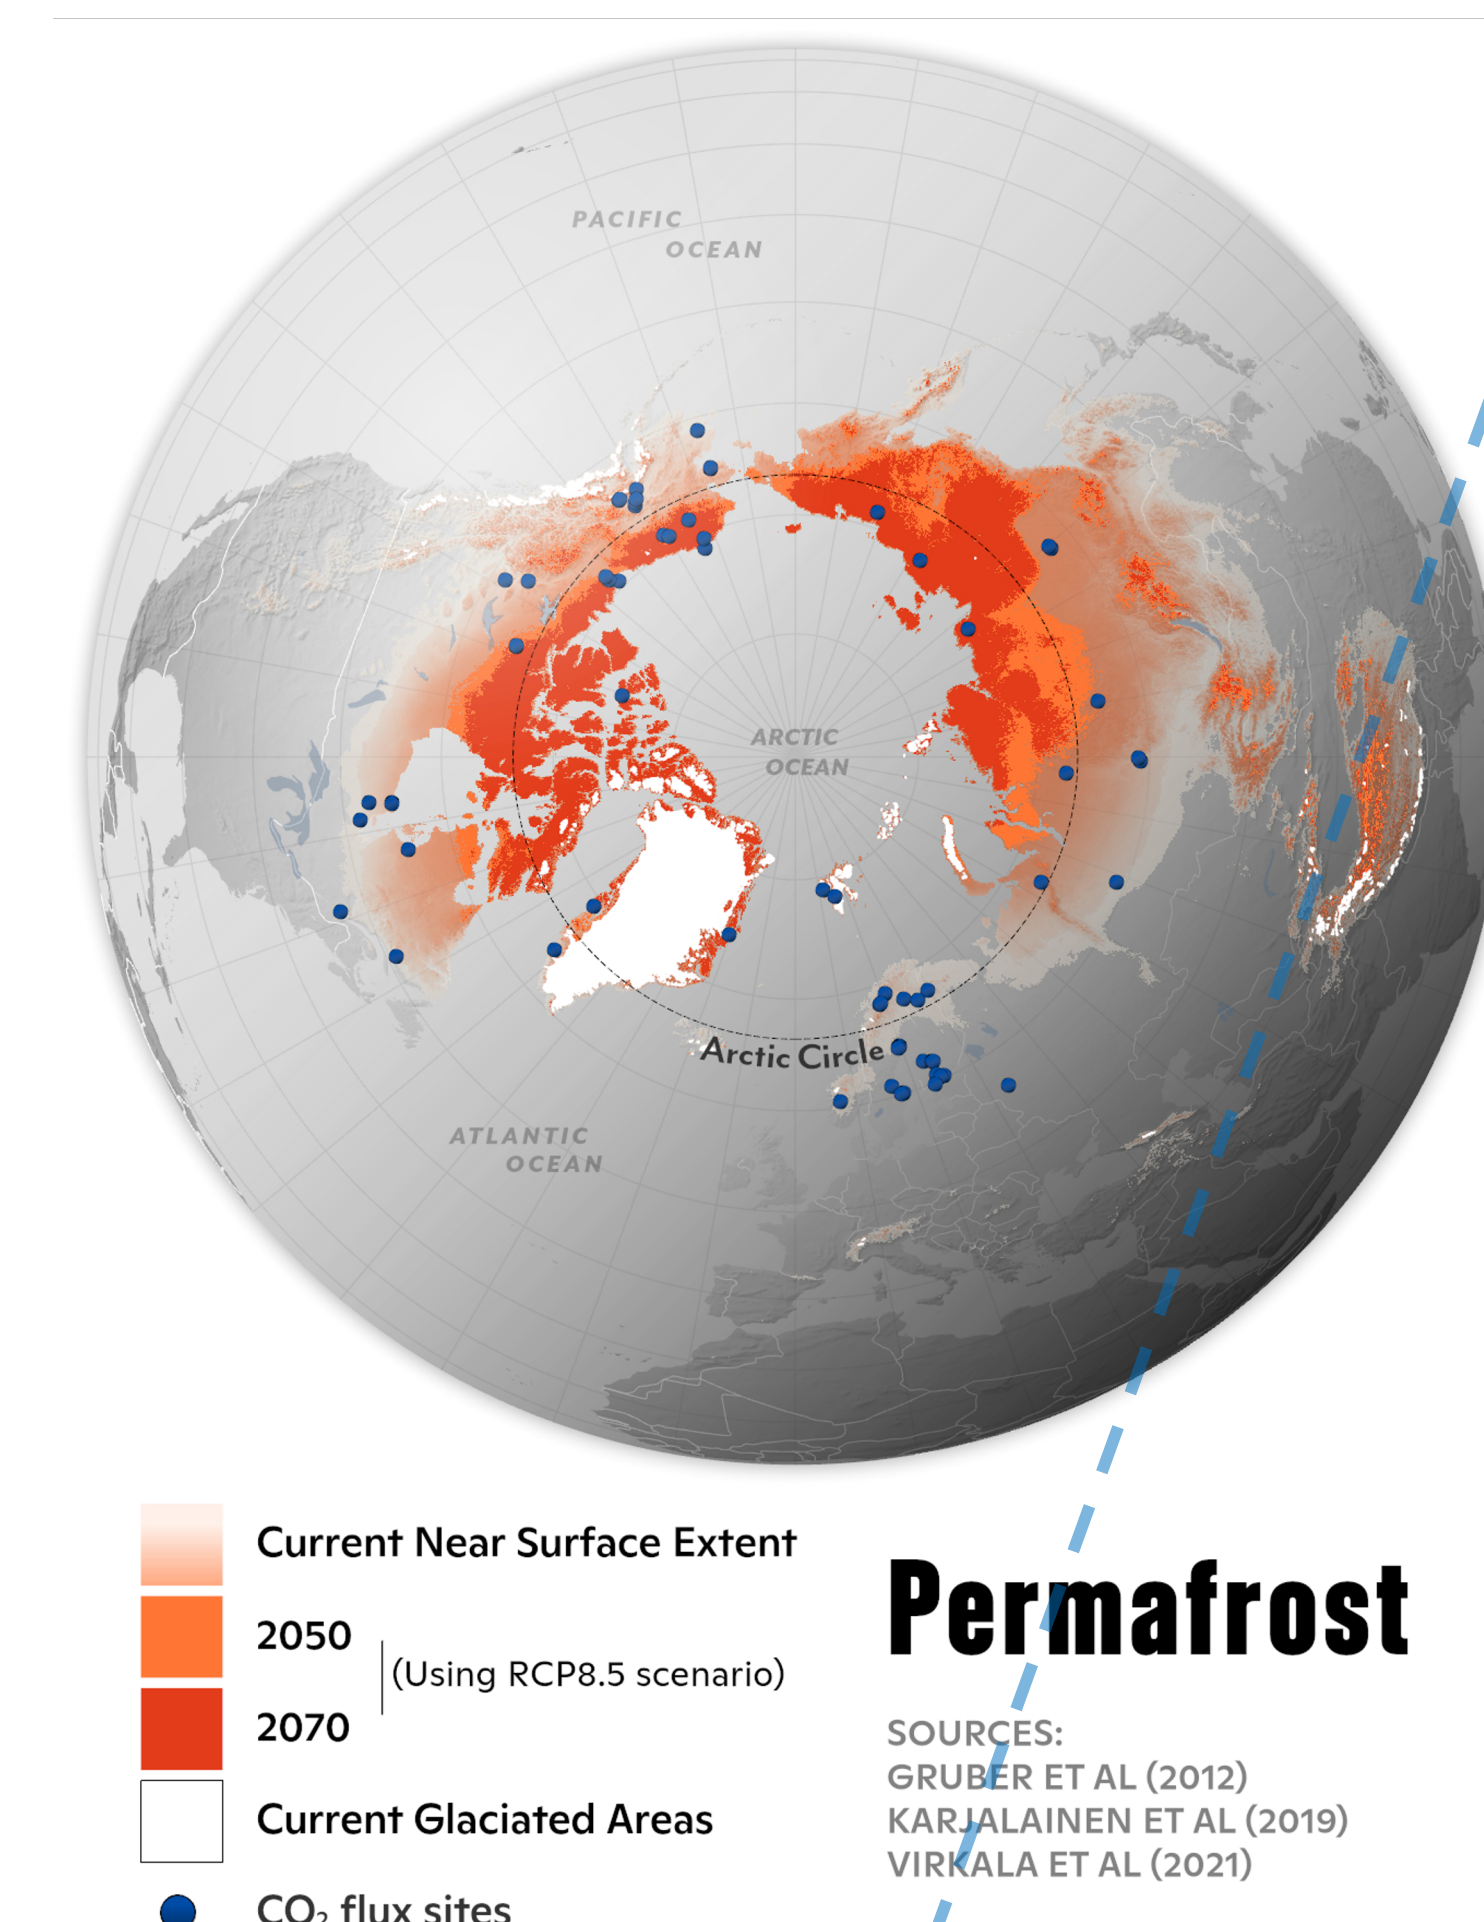 PACIFIC
OCEAN
ARCTIC
OCEAN
Arctic Circle
ATLANTIC
OCEAN
Current Near Surface Extent
2050
(Using RCP8.5 scenario)
2070
Current Glaciated Areas
CO₂ flux sites
Permafrost
SOURCES:
GRUBER ET AL (2012)
KARJALAINEN ET AL (2019)
VIRKALA ET AL (2021)